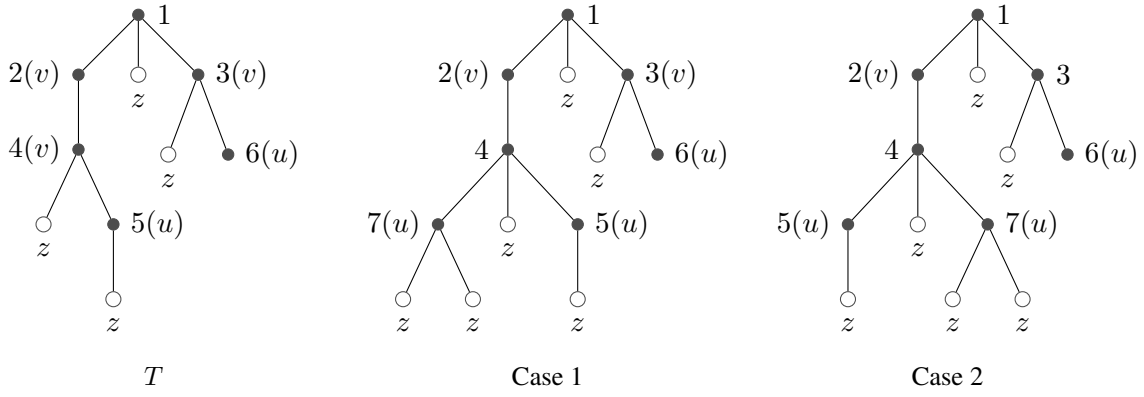 1 1 1
2(v) 3(v) 2(v) 3(v) 2(v) 3
z z z
4(v) 6(u) 4 6(u) 4 6(u)
z z z
5(u) 7(u) 5(u) 5(u) 7(u)
z z z
z z z z z z z
T Case 1 Case 2